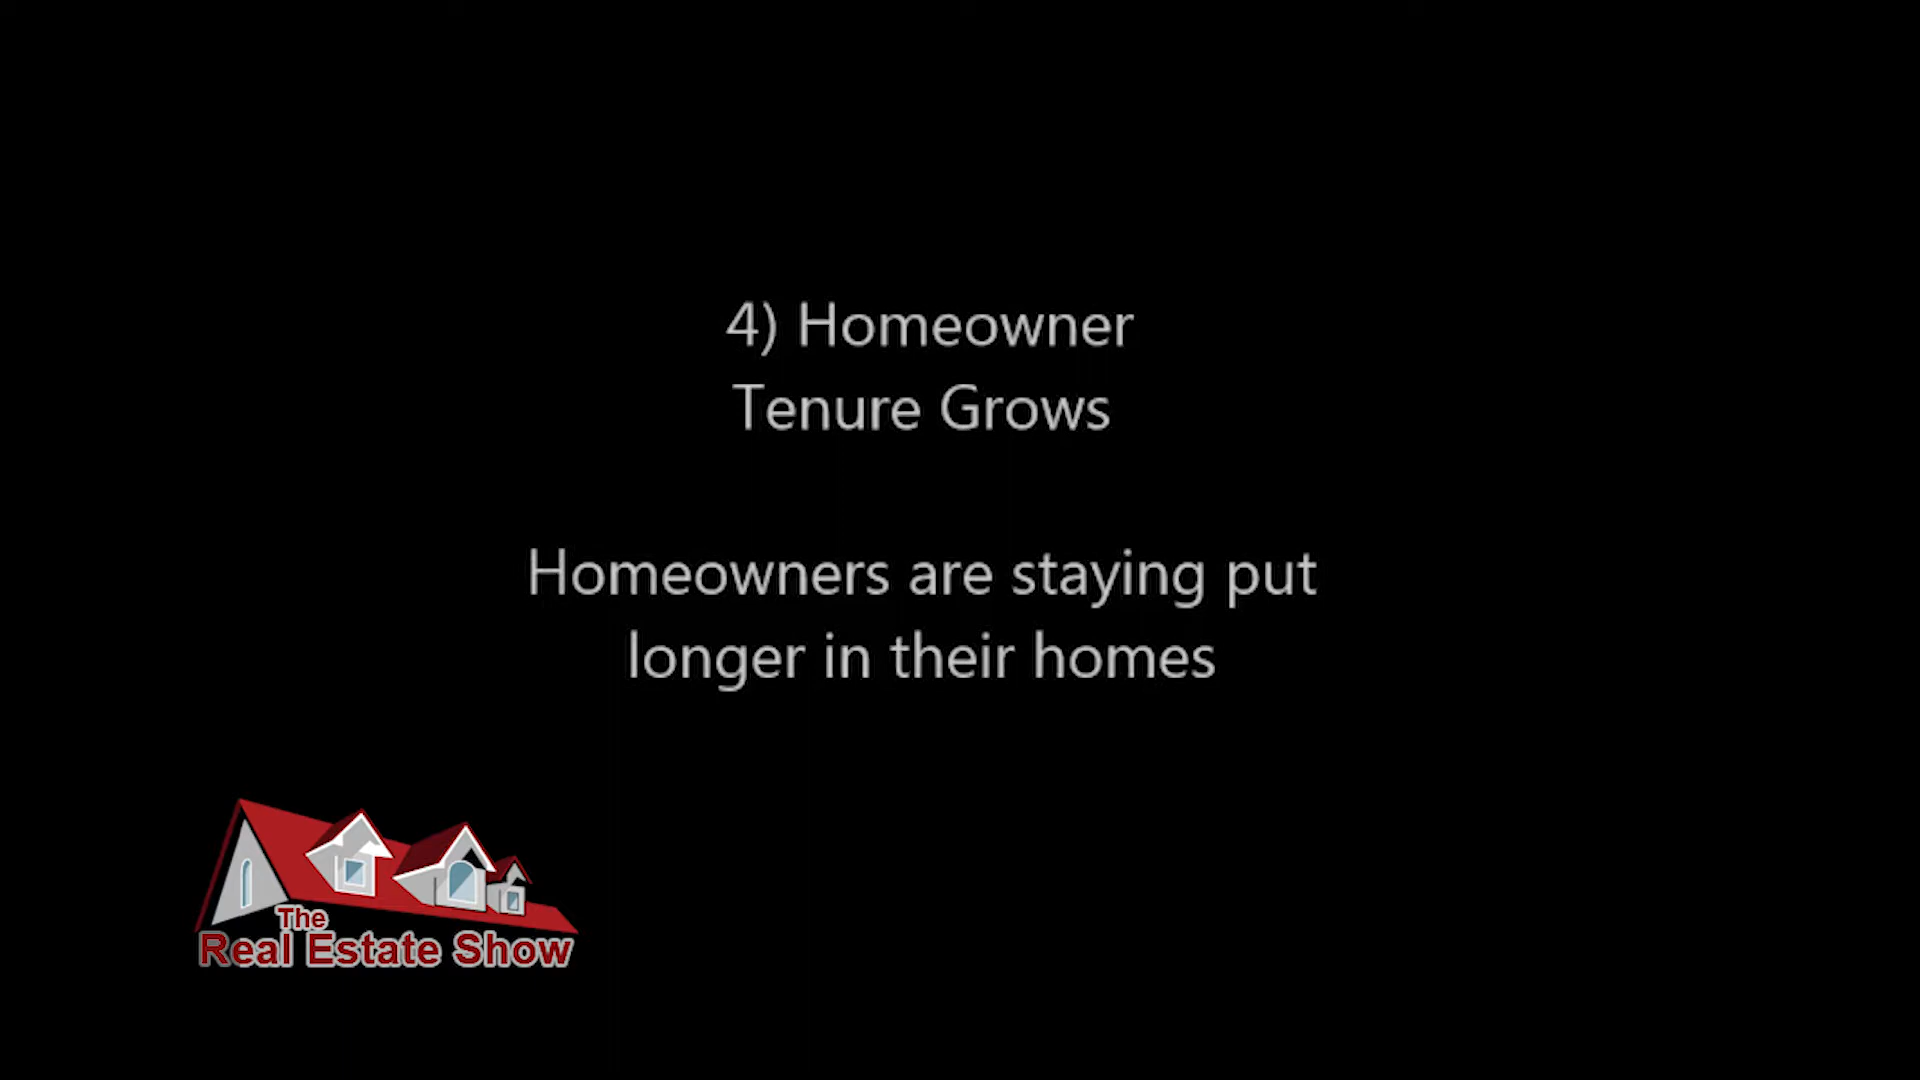 4) Homeowner
Tenure Grows
Homeowners are staying put
longer in their homes
The
Real Estate Show